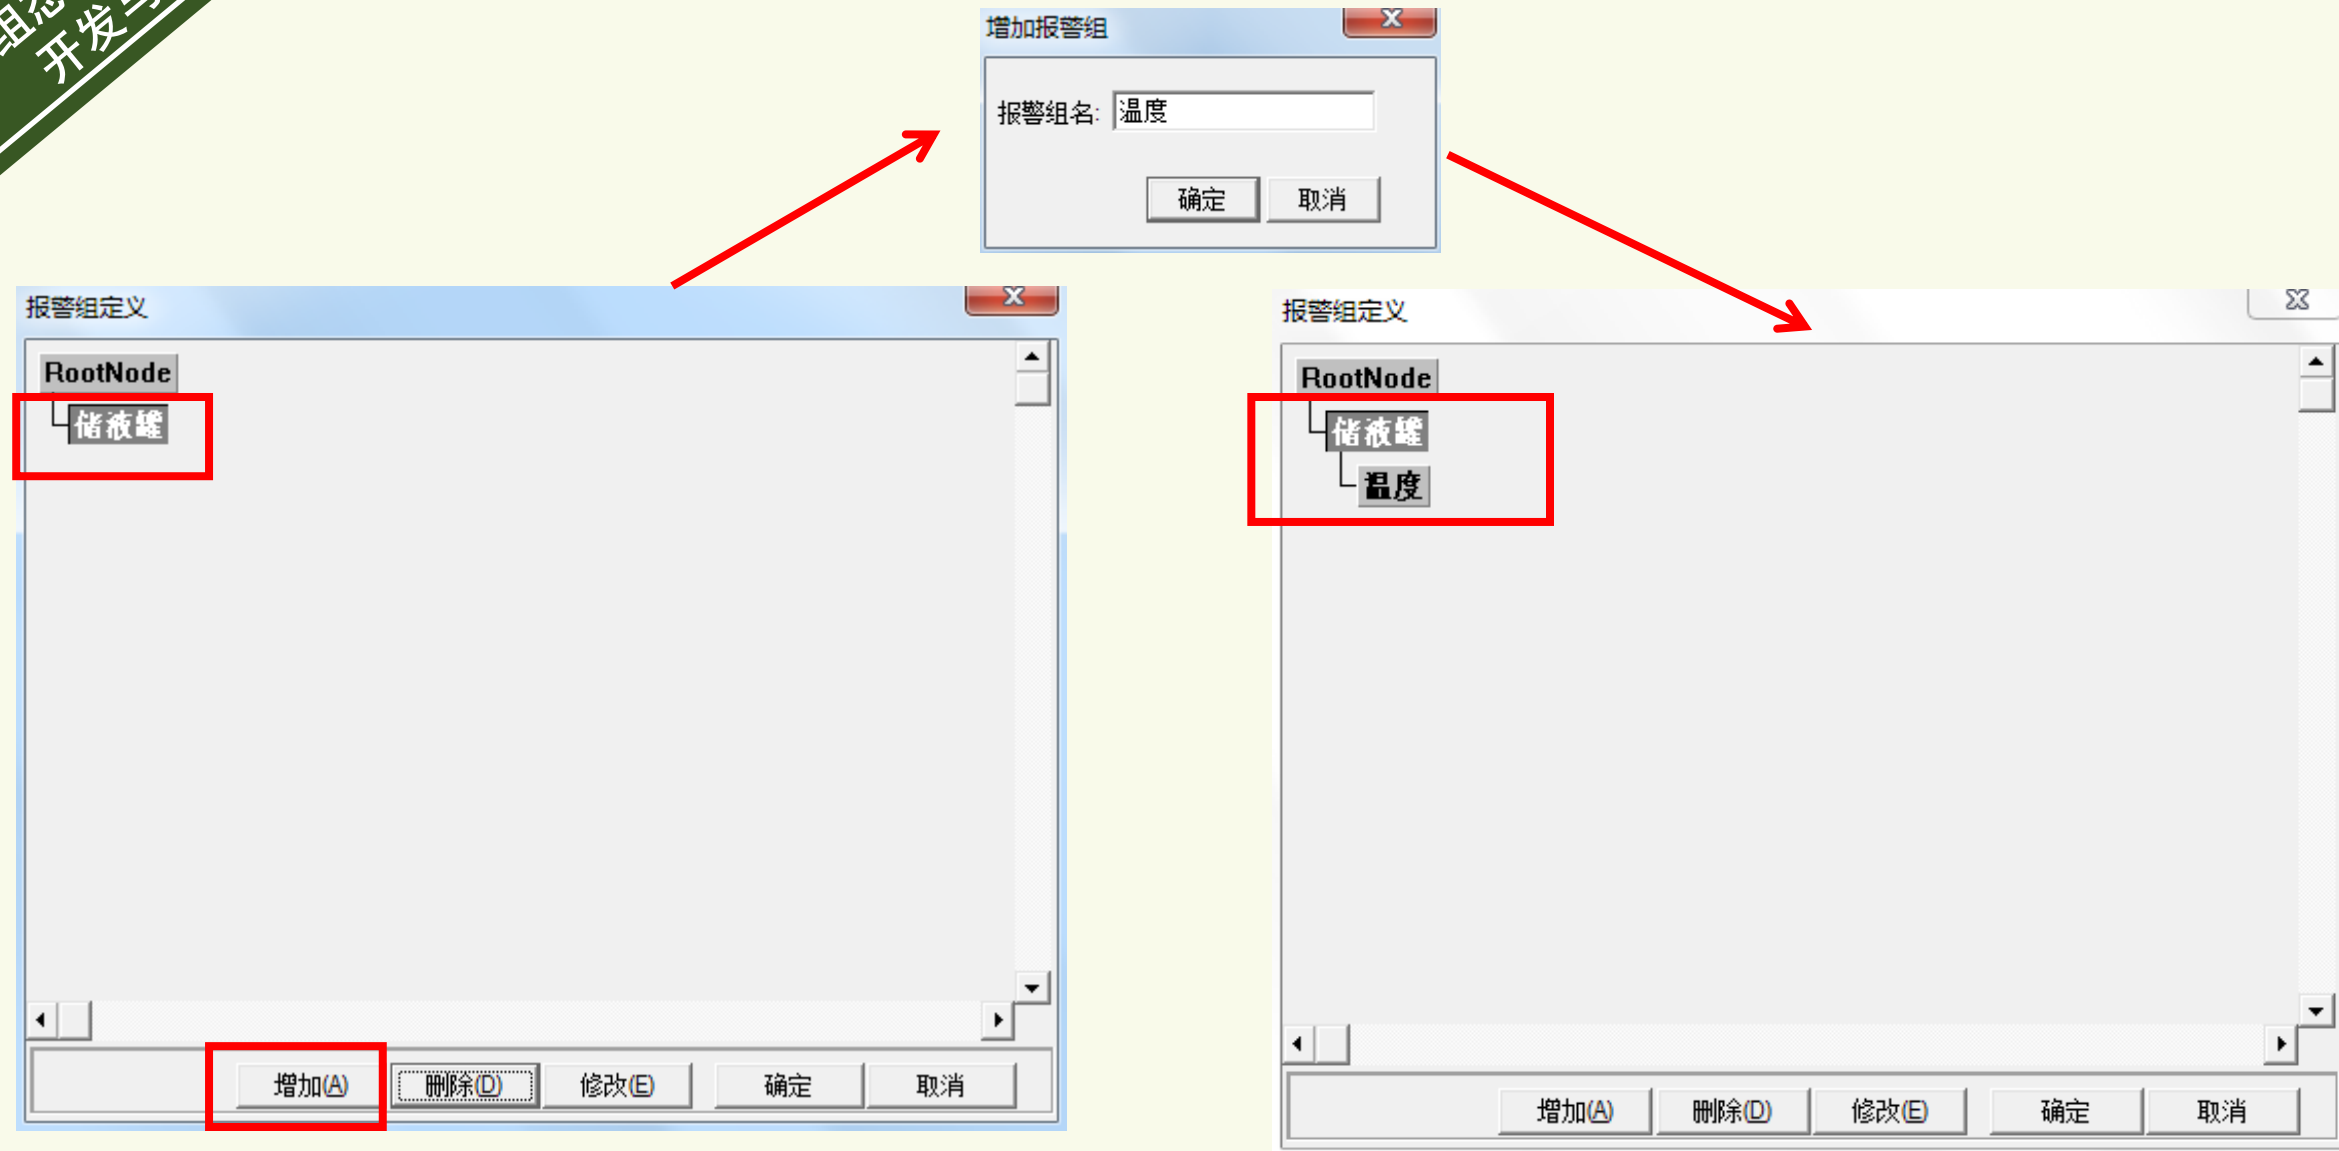 开发与
增加报警组
报警组名: 温度
确定 取消
报警组定义
RootNode
储液罐
增加(A) 删除(D) 修改(E) 确定 取消
报警组定义
RootNode
储液罐
温度
增加(A) 删除(D) 修改(E) 确定 取消